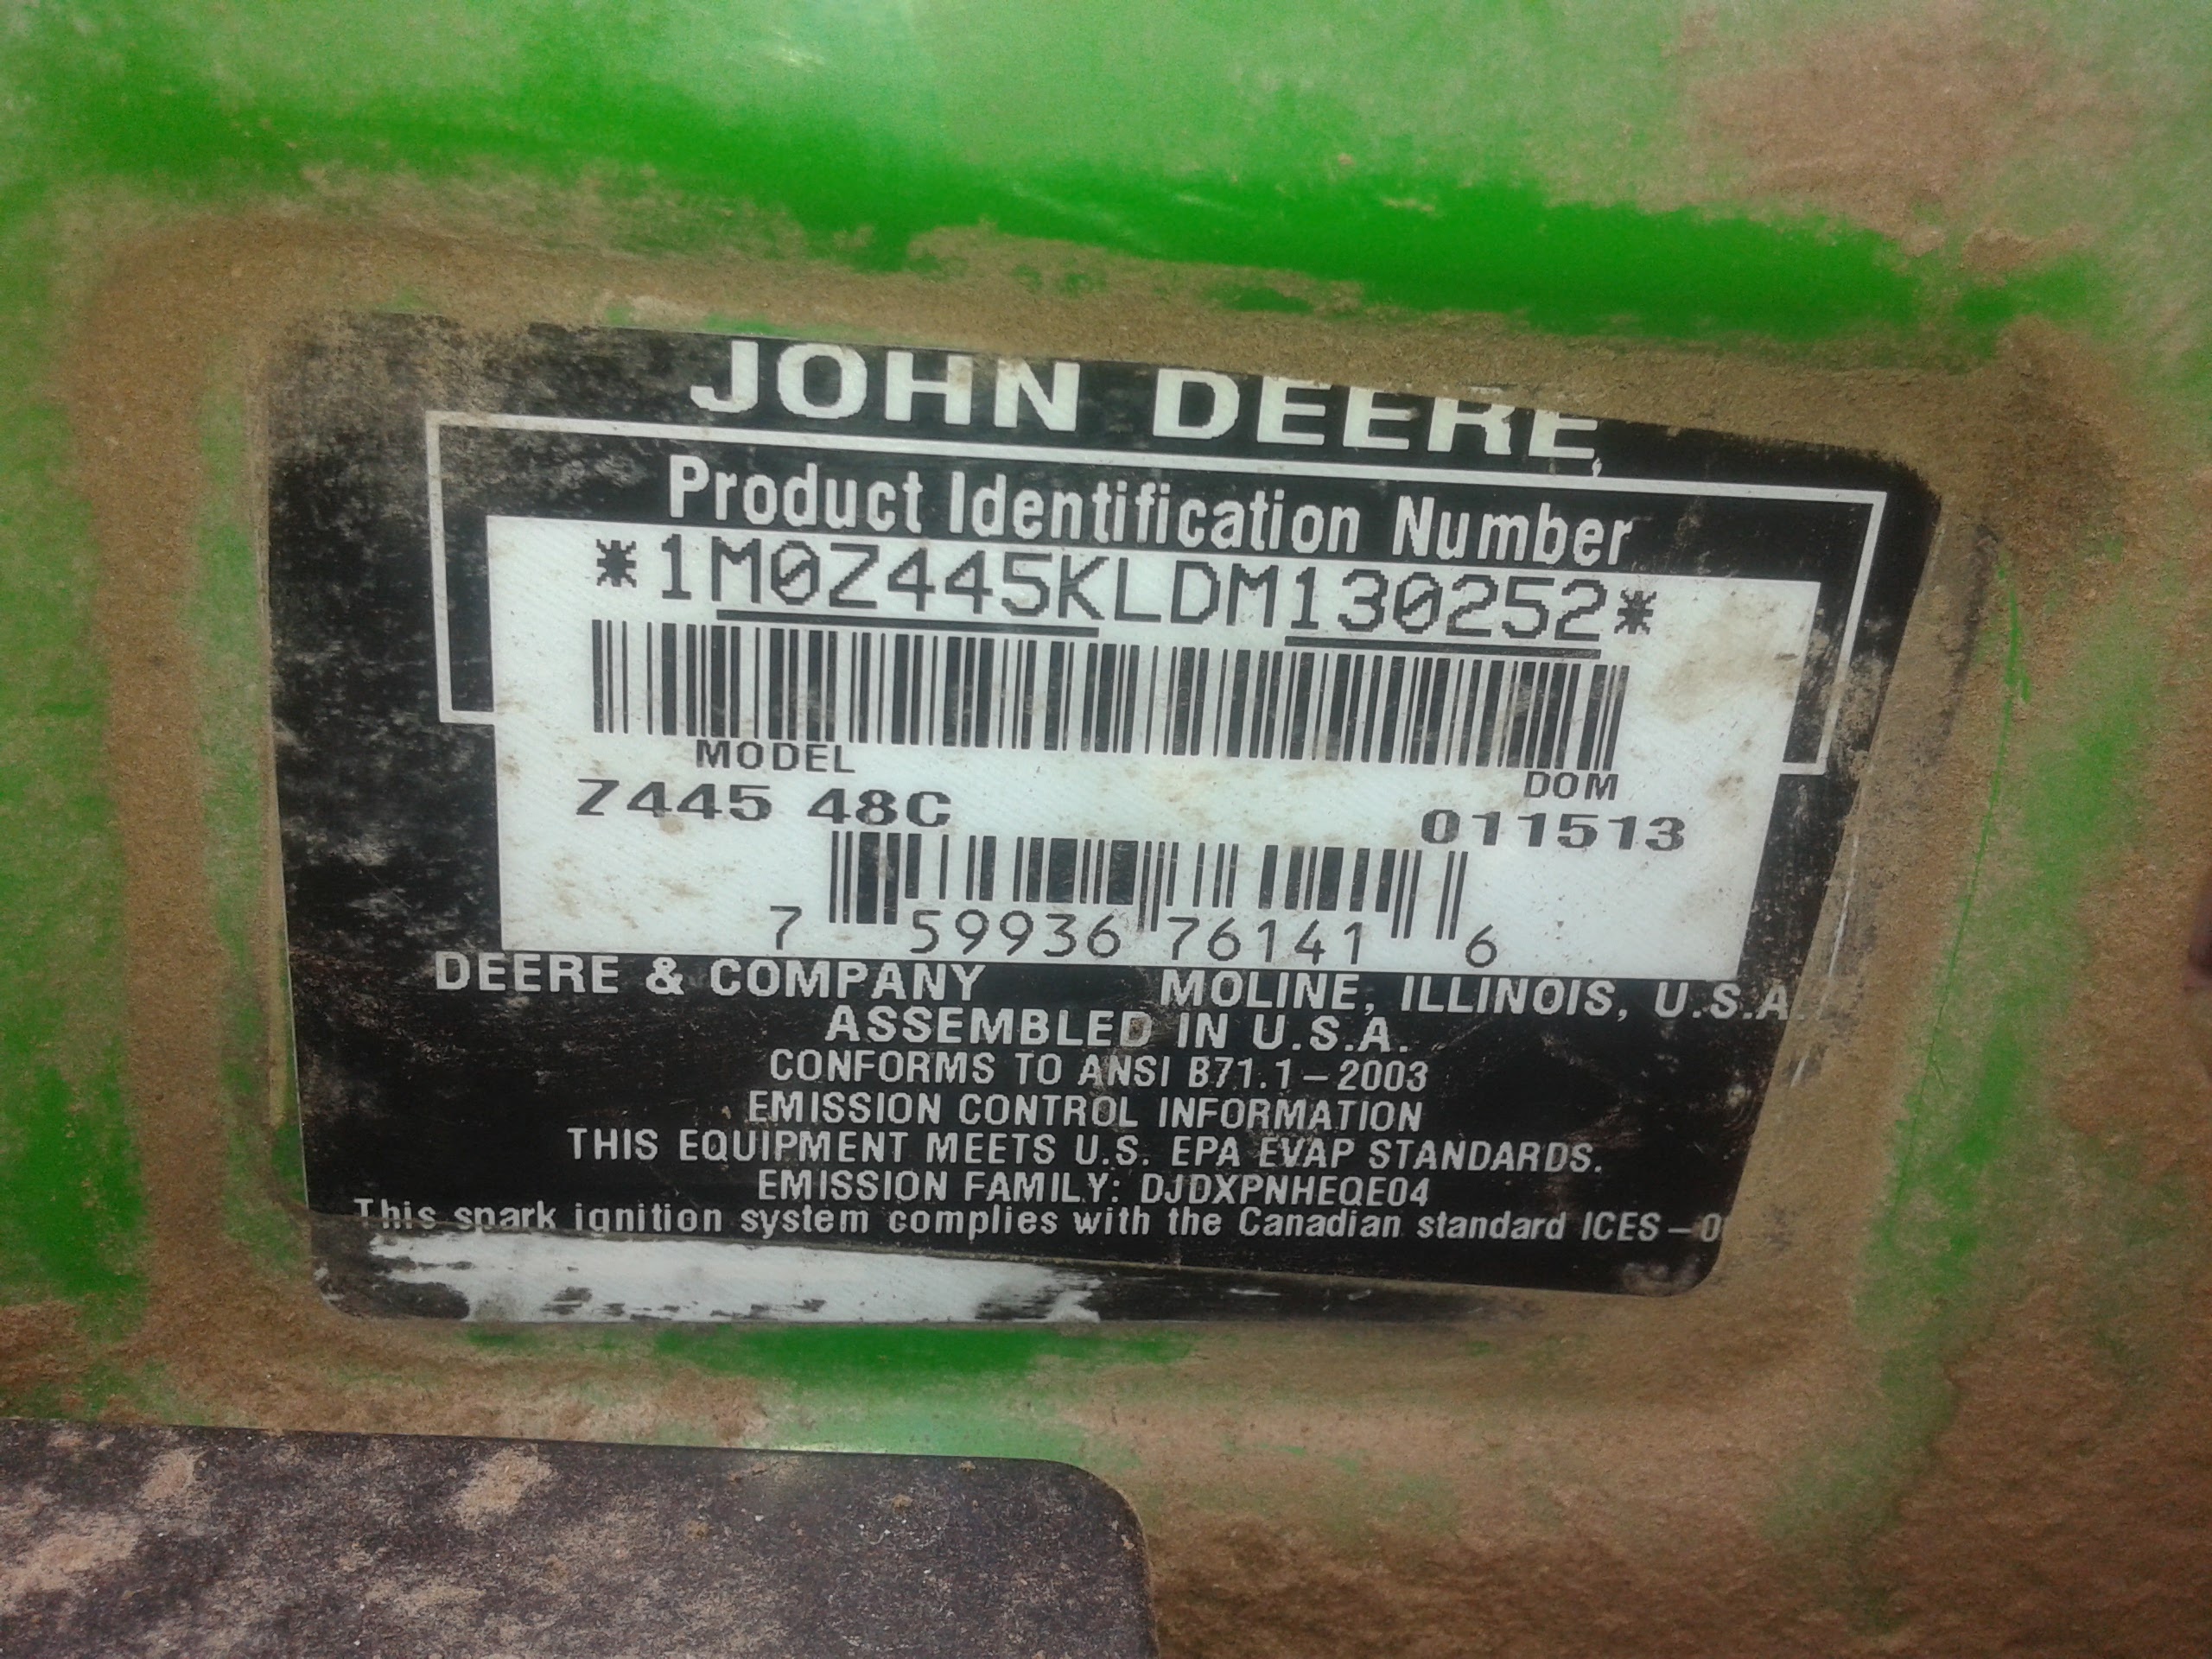 JOHN DEERE
Product Identification Number
*1M0Z445KLDM130252*
MODEL
DOM
Z445 48C
011513
7 59936 76141 6
DEERE & COMPANY MOLINE, ILLINOIS, U.S.A.
ASSEMBLED IN U.S.A.
CONFORMS TO ANSI B71.1-2003
EMISSION CONTROL INFORMATION
THIS EQUIPMENT MEETS U.S. EPA EVAP STANDARDS.
EMISSION FAMILY: DJDXPNHEQE04
This spark ignition system complies with the Canadian standard ICES-0